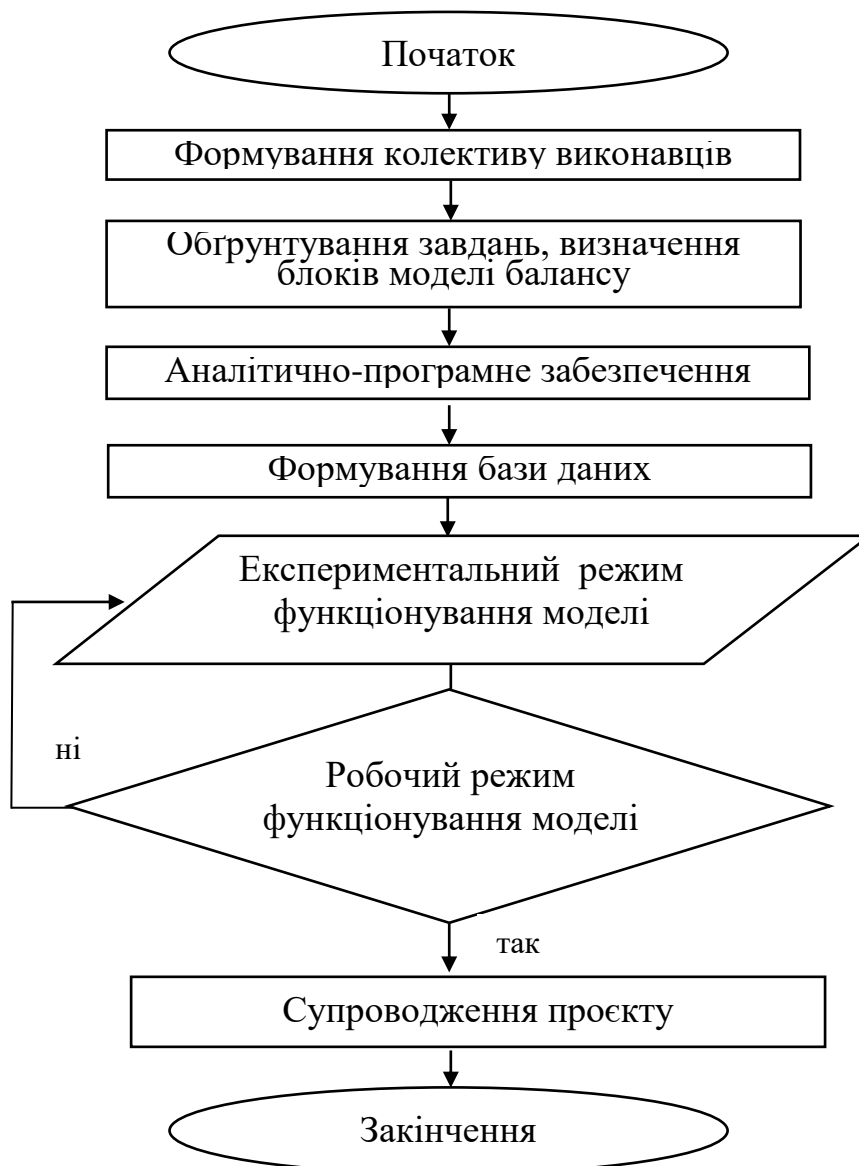 Початок
Формування колективу виконавців
Обґрунтування завдань, визначення
блоків моделі балансу
Аналітично-програмне забезпечення
Формування бази даних
Експериментальний режим
функціонування моделі
ні
Робочий режим
функціонування моделі
так
Супроводження проєкту
Закінчення